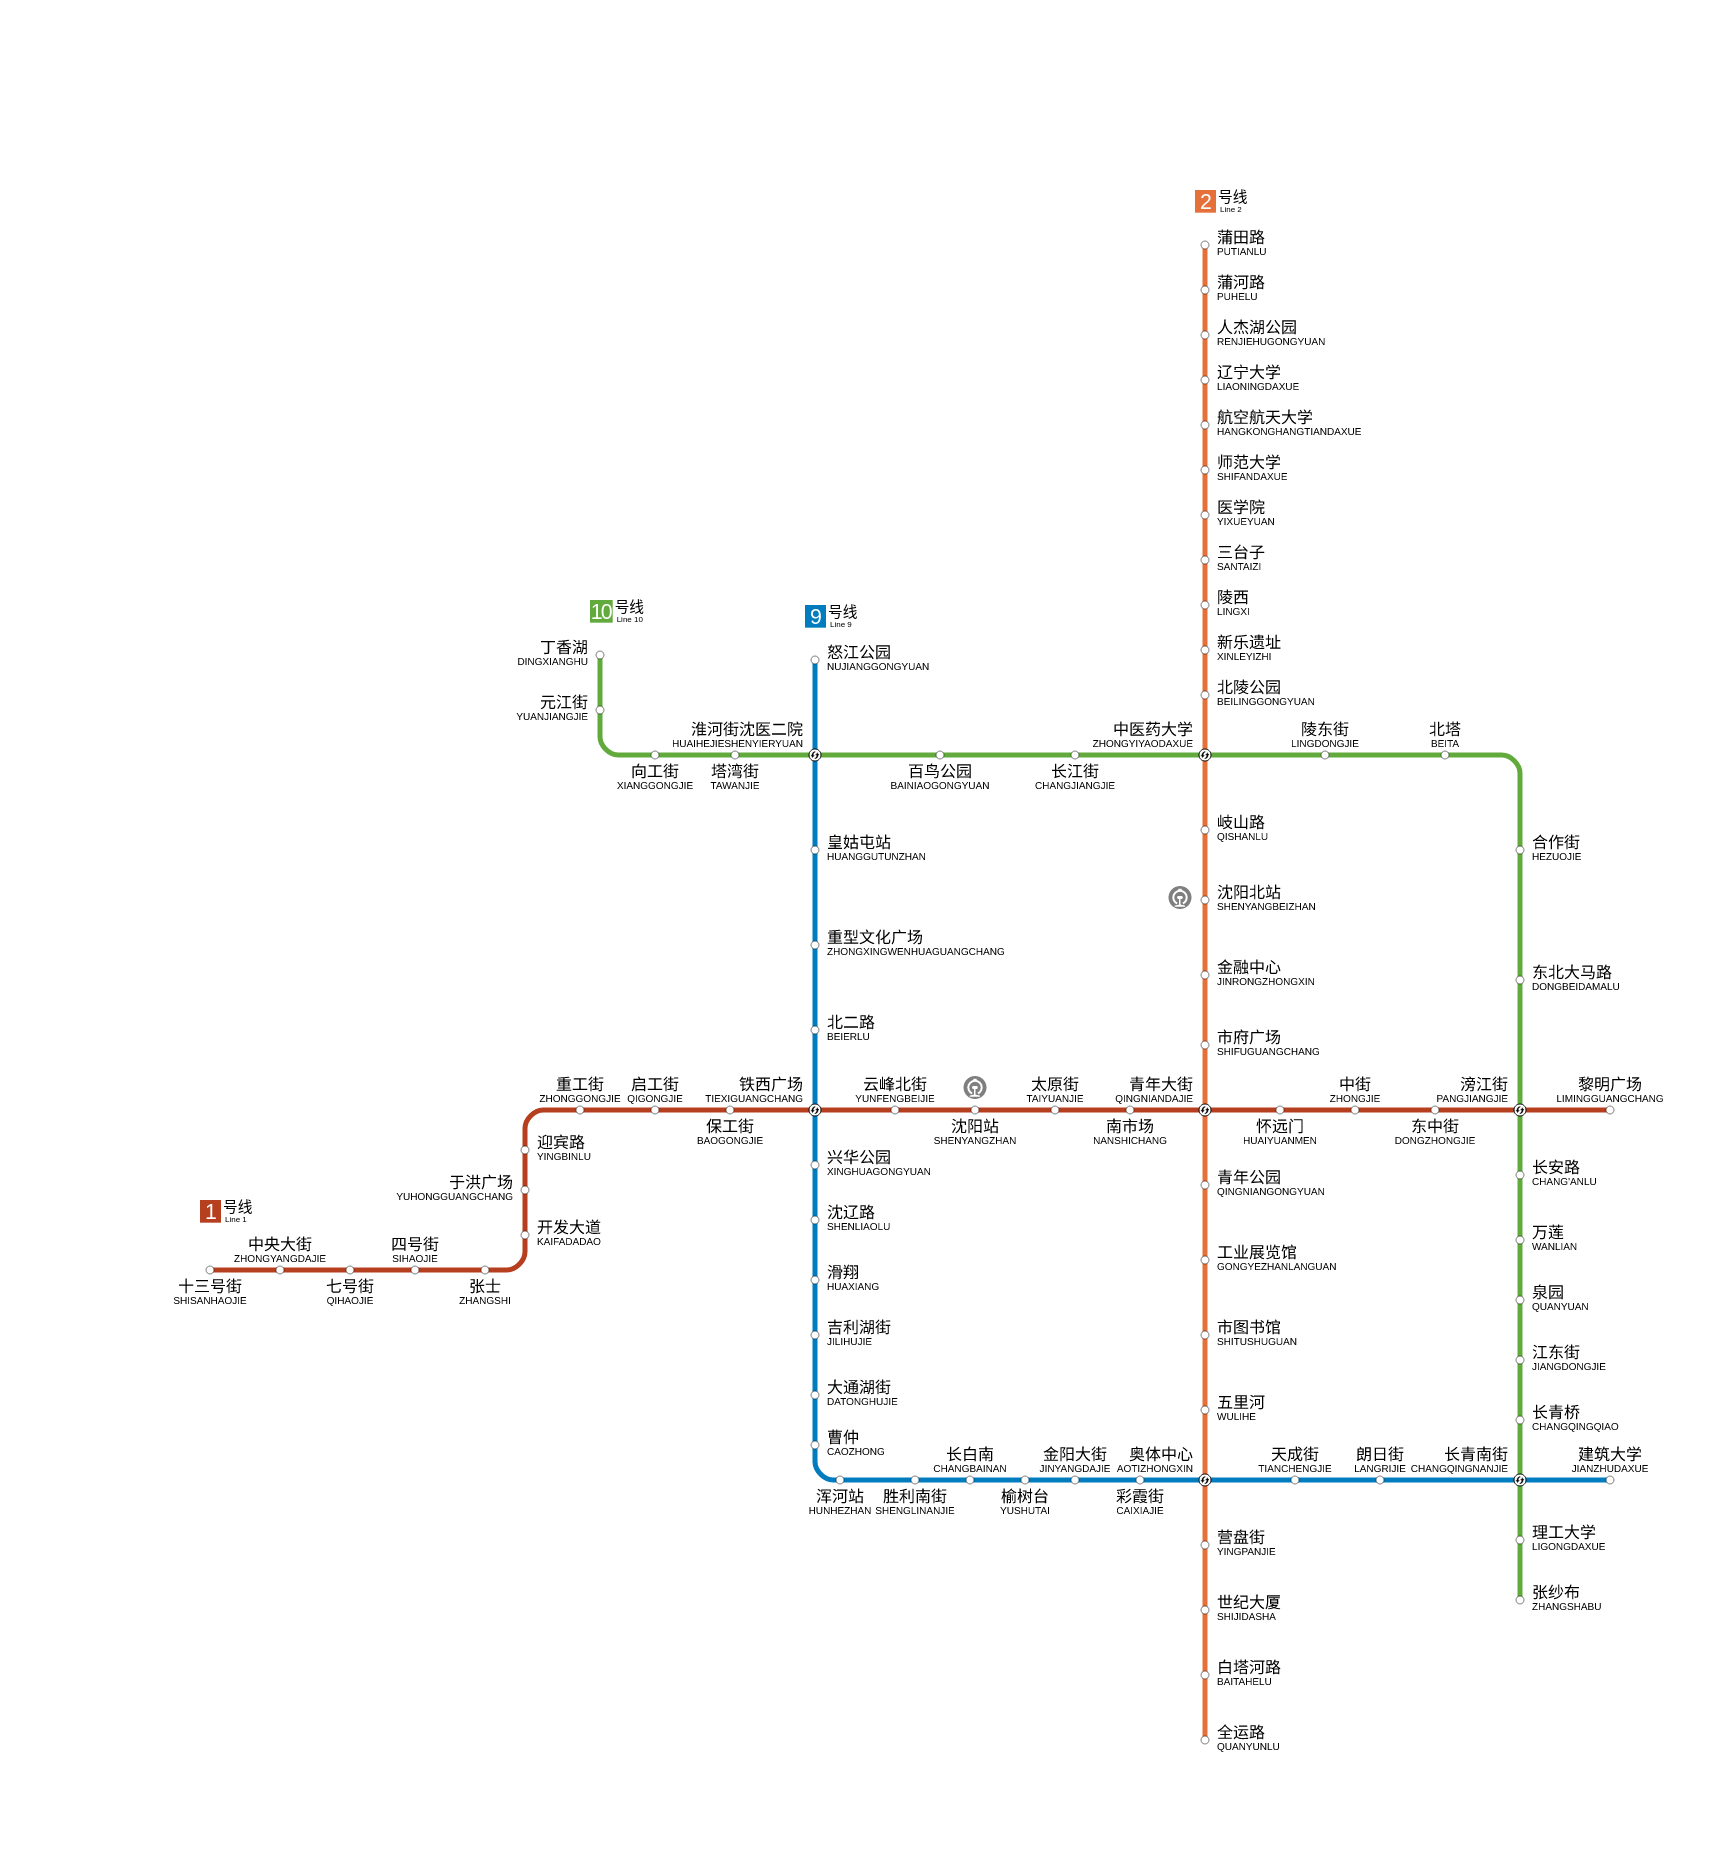 2 号线
Line 2
蒲田路
PUTIANLU
蒲河路
PUHELU
人杰湖公园
RENJIEHUGONGYUAN
辽宁大学
LIAONINGDAXUE
航空航天大学
HANGKONGHANGTIANDAXUE
师范大学
SHIFANDAXUE
医学院
YIXUEYUAN
三台子
SANTAIZI
陵西
LINGXI
新乐遗址
XINLEYIZHI
北陵公园
BEILINGGONGYUAN
10 号线
Line 10
9 号线
Line 9
丁香湖
DINGXIANGHU
怒江公园
NUJIANGGONGYUAN
元江街
YUANJIANGJIE
淮河街沈医二院
HUAIHEJIESHENYIERYUAN
中医药大学
ZHONGYIYAODAXUE
陵东街
LINGDONGJIE
北塔
BEITA
向工街
XIANGGONGJIE
塔湾街
TAWANJIE
百鸟公园
BAINIAOGONGYUAN
长江街
CHANGJIANGJIE
岐山路
QISHANLU
皇姑屯站
HUANGGUTUNZHAN
合作街
HEZUOJIE
沈阳北站
SHENYANGBEIZHAN
重型文化广场
ZHONGXINGWENHUAGUANGCHANG
金融中心
JINRONGZHONGXIN
东北大马路
DONGBEIDAMALU
北二路
BEIERLU
市府广场
SHIFUGUANGCHANG
重工街
ZHONGGONGJIE
启工街
QIGONGJIE
铁西广场
TIEXIGUANGCHANG
云峰北街
YUNFENGBEIJIE
太原街
TAIYUANJIE
青年大街
QINGNIANDAJIE
中街
ZHONGJIE
滂江街
PANGJIANGJIE
黎明广场
LIMINGGUANGCHANG
保工街
BAOGONGJIE
沈阳站
SHENYANGZHAN
南市场
NANSHICHANG
怀远门
HUAIYUANMEN
东中街
DONGZHONGJIE
迎宾路
YINGBINLU
兴华公园
XINGHUAGONGYUAN
长安路
CHANG'ANLU
于洪广场
YUHONGGUANGCHANG
青年公园
QINGNIANGONGYUAN
1 号线
Line 1
沈辽路
SHENLIAOLU
开发大道
KAIFADADAO
万莲
WANLIAN
中央大街
ZHONGYANGDAJIE
四号街
SIHAOJIE
工业展览馆
GONGYEZHANLANGUAN
十三号街
SHISANHAOJIE
七号街
QIHAOJIE
张士
ZHANGSHI
滑翔
HUAXIANG
泉园
QUANYUAN
吉利湖街
JILIHUJIE
市图书馆
SHITUSHUGUAN
江东街
JIANGDONGJIE
大通湖街
DATONGHUJIE
五里河
WULIHE
长青桥
CHANGQINGQIAO
曹仲
CAOZHONG
长白南
CHANGBAINAN
金阳大街
JINYANGDAJIE
奥体中心
AOTIZHONGXIN
天成街
TIANCHENGJIE
朗日街
LANGRIJIE
长青南街
CHANGQINGNANJIE
建筑大学
JIANZHUDAXUE
浑河站
HUNHEZHAN
胜利南街
SHENGLINANJIE
榆树台
YUSHUTAI
彩霞街
CAIXIAJIE
营盘街
YINGPANJIE
理工大学
LIGONGDAXUE
世纪大厦
SHIJIDASHA
张纱布
ZHANGSHABU
白塔河路
BAITAHELU
全运路
QUANYUNLU